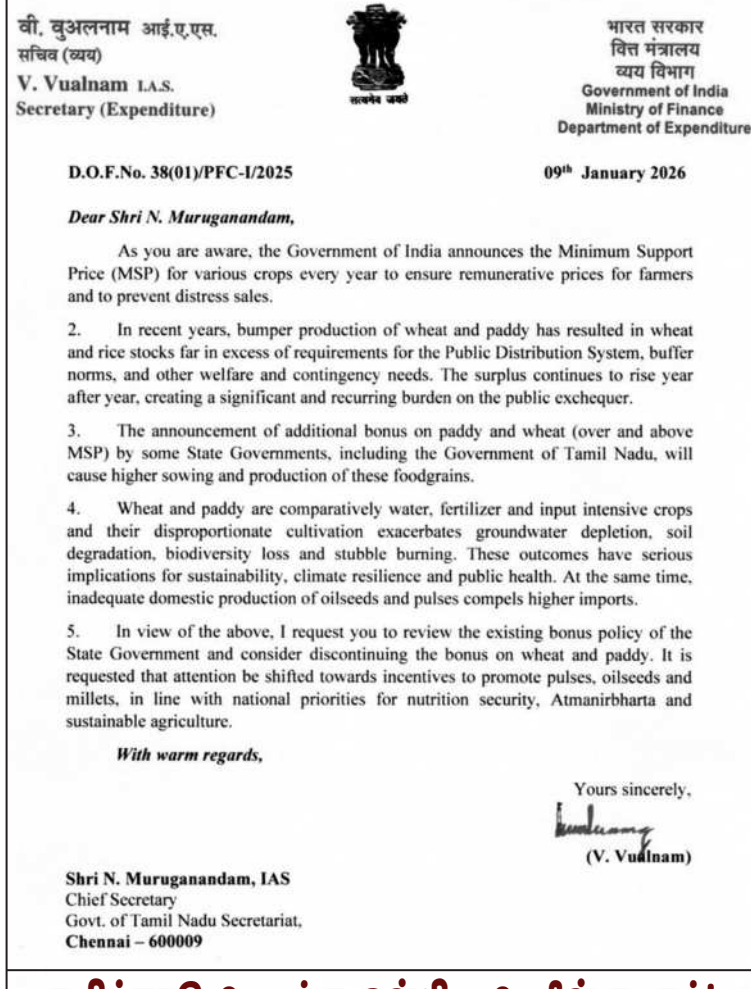 वी. वुअलनाम आई.ए.एस.
सचिव (व्यय)
V. Vualnam I.A.S.
Secretary (Expenditure)
सत्यमेव जयते
भारत सरकार
वित्त मंत्रालय
व्यय विभाग
Government of India
Ministry of Finance
Department of Expenditure
D.O.F.No. 38(01)/PFC-I/2025
09th January 2026
Dear Shri N. Muruganandam,
As you are aware, the Government of India announces the Minimum Support
Price (MSP) for various crops every year to ensure remunerative prices for farmers
and to prevent distress sales.
2. In recent years, bumper production of wheat and paddy has resulted in wheat
and rice stocks far in excess of requirements for the Public Distribution System, buffer
norms, and other welfare and contingency needs. The surplus continues to rise year
after year, creating a significant and recurring burden on the public exchequer.
3. The announcement of additional bonus on paddy and wheat (over and above
MSP) by some State Governments, including the Government of Tamil Nadu, will
cause higher sowing and production of these foodgrains.
4. Wheat and paddy are comparatively water, fertilizer and input intensive crops
and their disproportionate cultivation exacerbates groundwater depletion, soil
degradation, biodiversity loss and stubble burning. These outcomes have serious
implications for sustainability, climate resilience and public health. At the same time,
inadequate domestic production of oilseeds and pulses compels higher imports.
5. In view of the above, I request you to review the existing bonus policy of the
State Government and consider discontinuing the bonus on wheat and paddy. It is
requested that attention be shifted towards incentives to promote pulses, oilseeds and
millets, in line with national priorities for nutrition security, Atmanirbharta and
sustainable agriculture.
With warm regards,
Yours sincerely,
(V. Vualnam)
Shri N. Muruganandam, IAS
Chief Secretary
Govt. of Tamil Nadu Secretariat,
Chennai – 600009